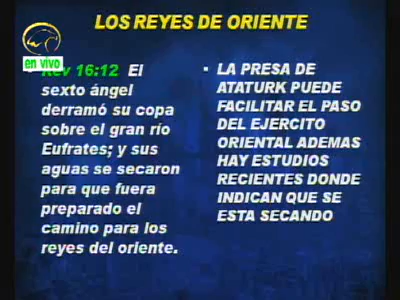 LOS REYES DE ORIENTE
en vivo
Rev 16:12 El
sexto ángel
derramó su copa
sobre el gran río
Eufrates; y sus
aguas se secaron
para que fuera
preparado el
camino para los
reyes del oriente.
▪ LA PRESA DE
ATATURK PUEDE
FACILITAR EL PASO
DEL EJERCITO
ORIENTAL ADEMAS
HAY ESTUDIOS
RECIENTES DONDE
INDICAN QUE SE
ESTA SECANDO